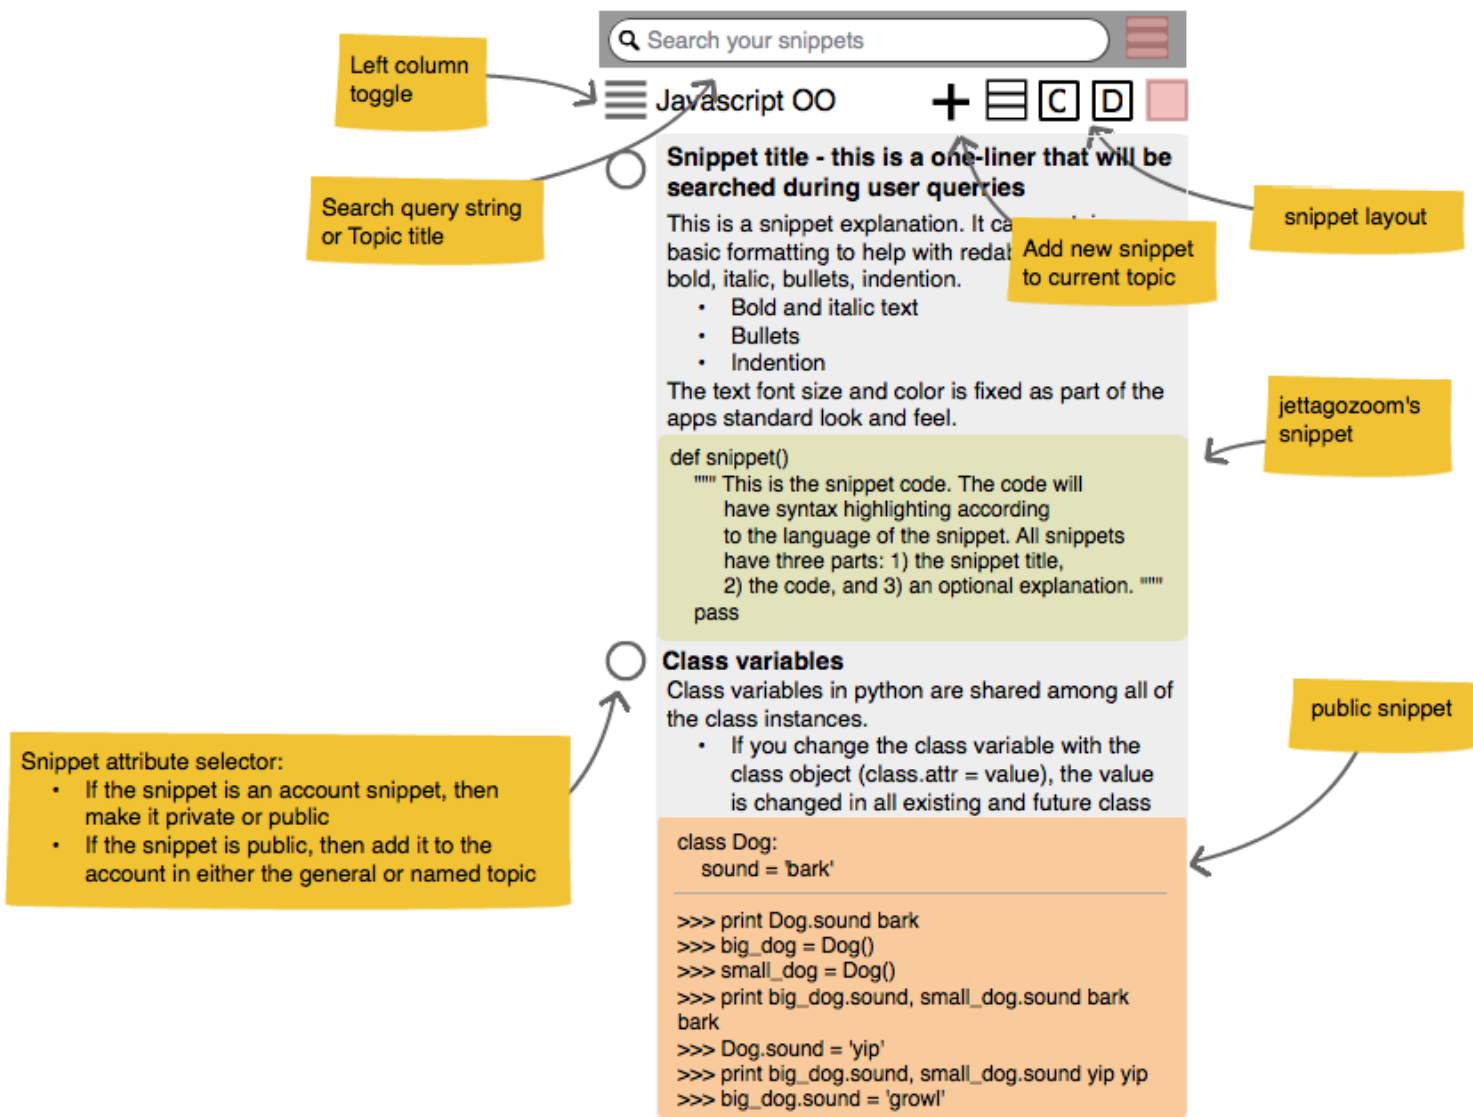 Search your snippets
Left column
toggle
Javascript OO
C
D
Search query string
or Topic title
Snippet title - this is a one-liner that will be
searched during user querries
snippet layout
This is a snippet explanation. It
basic formatting to help with
bold, italic, bullets, indention.
Add new snippet
to current topic
• Bold and italic text
• Bullets
• Indention
The text font size and color is fixed as part of the
apps standard look and feel.
jettagozoom's
snippet
def snippet()
""" This is the snippet code. The code will
have syntax highlighting according
to the language of the snippet. All snippets
have three parts: 1) the snippet title,
2) the code, and 3) an optional explanation. """
pass
Class variables
Class variables in python are shared among all of
the class instances.
• If you change the class variable with the
class object (class.attr = value), the value
is changed in all existing and future class
public snippet
Snippet attribute selector:
• If the snippet is an account snippet, then
make it private or public
• If the snippet is public, then add it to the
account in either the general or named topic
class Dog:
sound = 'bark'
>>> print Dog.sound bark
>>> big_dog = Dog()
>>> small_dog = Dog()
>>> print big_dog.sound, small_dog.sound bark
bark
>>> Dog.sound = 'yip'
>>> print big_dog.sound, small_dog.sound yip yip
>>> big_dog.sound = 'growl'